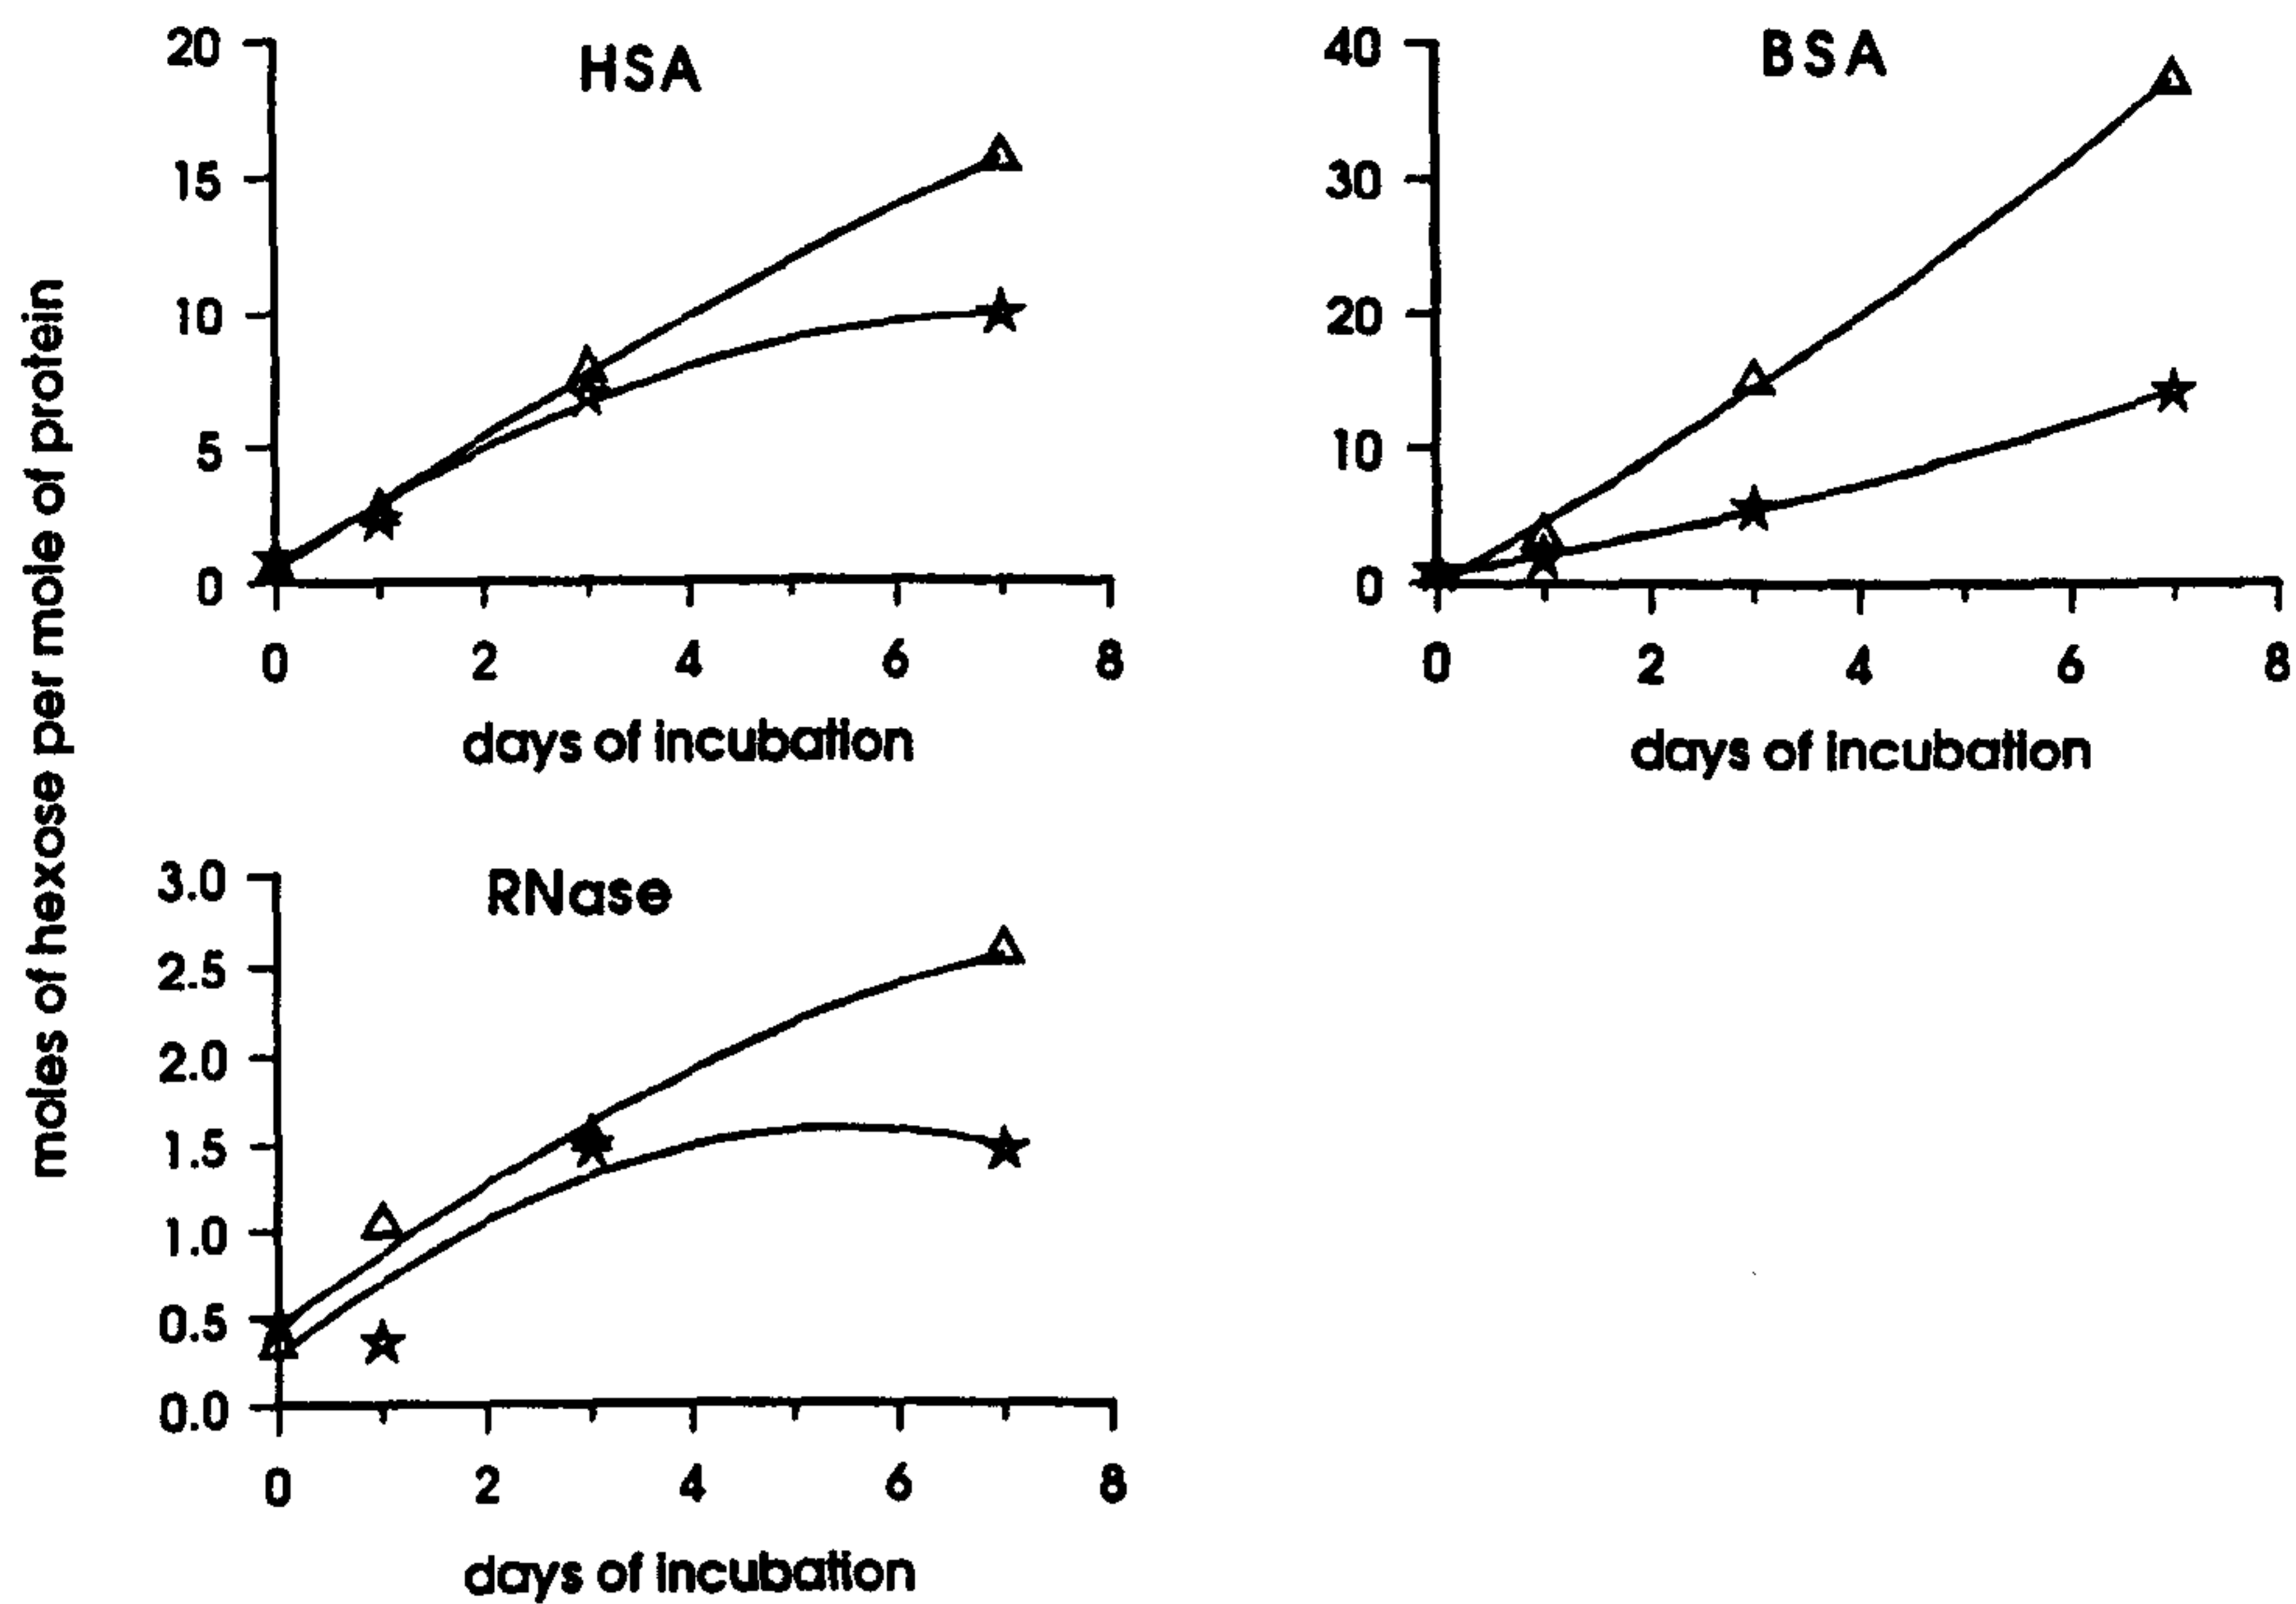 moles of hexose per mole of protein
HSA
20
15
10
5
0
0 2 4 6 8
days of incubation
BSA
40
30
20
10
0
0 2 4 6 8
days of incubation
RNase
3.0
2.5
2.0
1.5
1.0
0.5
0.0
0 2 4 6 8
days of incubation